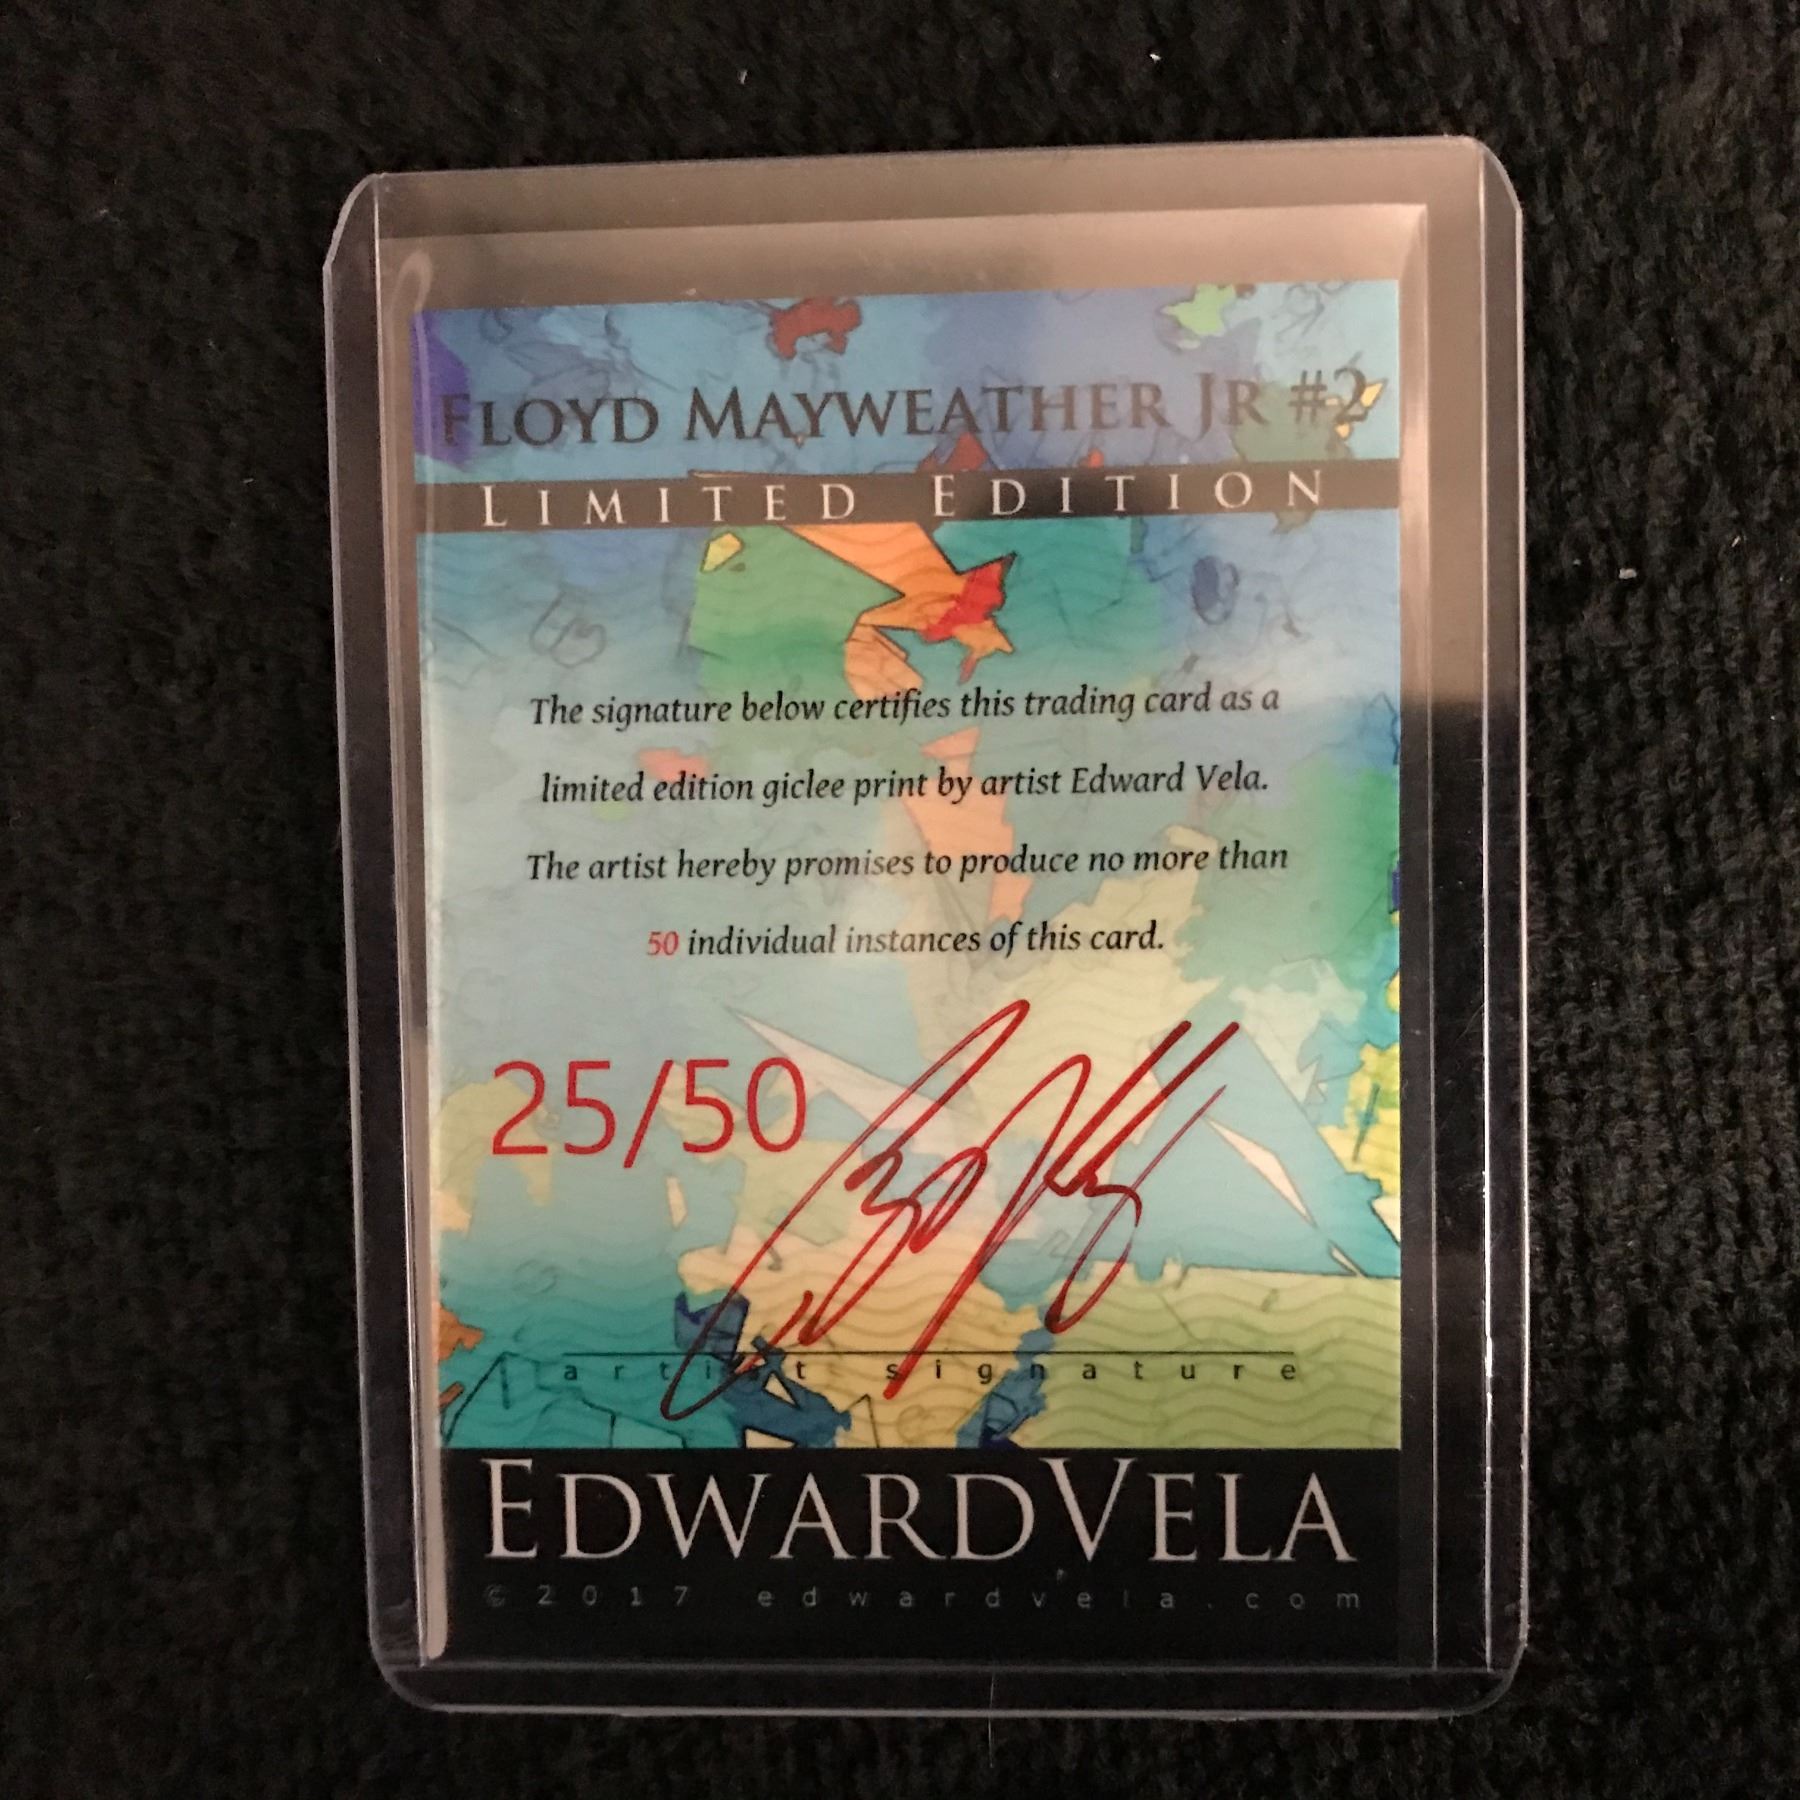 FLOYD MAYWEATHER JR #2
LIMITED EDITION
The signature below certifies this trading card as a
limited edition giclee print by artist Edward Vela.
The artist hereby promises to produce no more than
50 individual instances of this card.
25/50
artist signature
EDWARDVELA
©2017 edwardvela.com